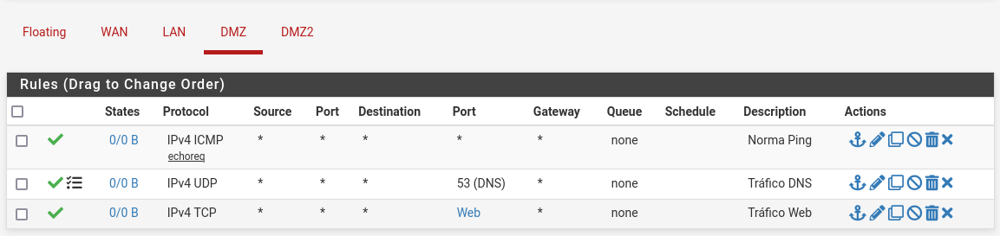 Floating WAN LAN DMZ DMZ2
Rules (Drag to Change Order)
States Protocol Source Port Destination Port Gateway Queue Schedule Description Actions
0/0 B IPv4 ICMP * * * * * none Norma Ping
echoreq
0/0 B IPv4 UDP * * * 53 (DNS) * none Tráfico DNS
0/0 B IPv4 TCP * * * Web * none Tráfico Web